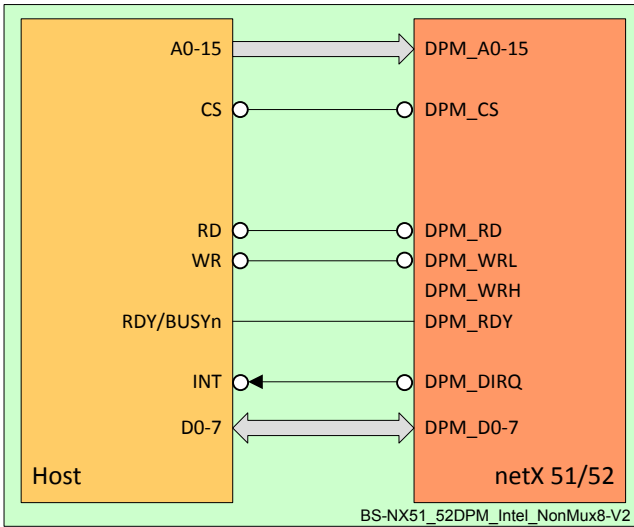 A0-15 DPM_A0-15
CS DPM_CS
RD DPM_RD
WR DPM_WRL
DPM_WRH
RDY/BUSYn DPM_RDY
INT DPM_DIRQ
D0-7 DPM_D0-7
Host netX 51/52
BS-NX51_52DPM_Intel_NonMux8-V2